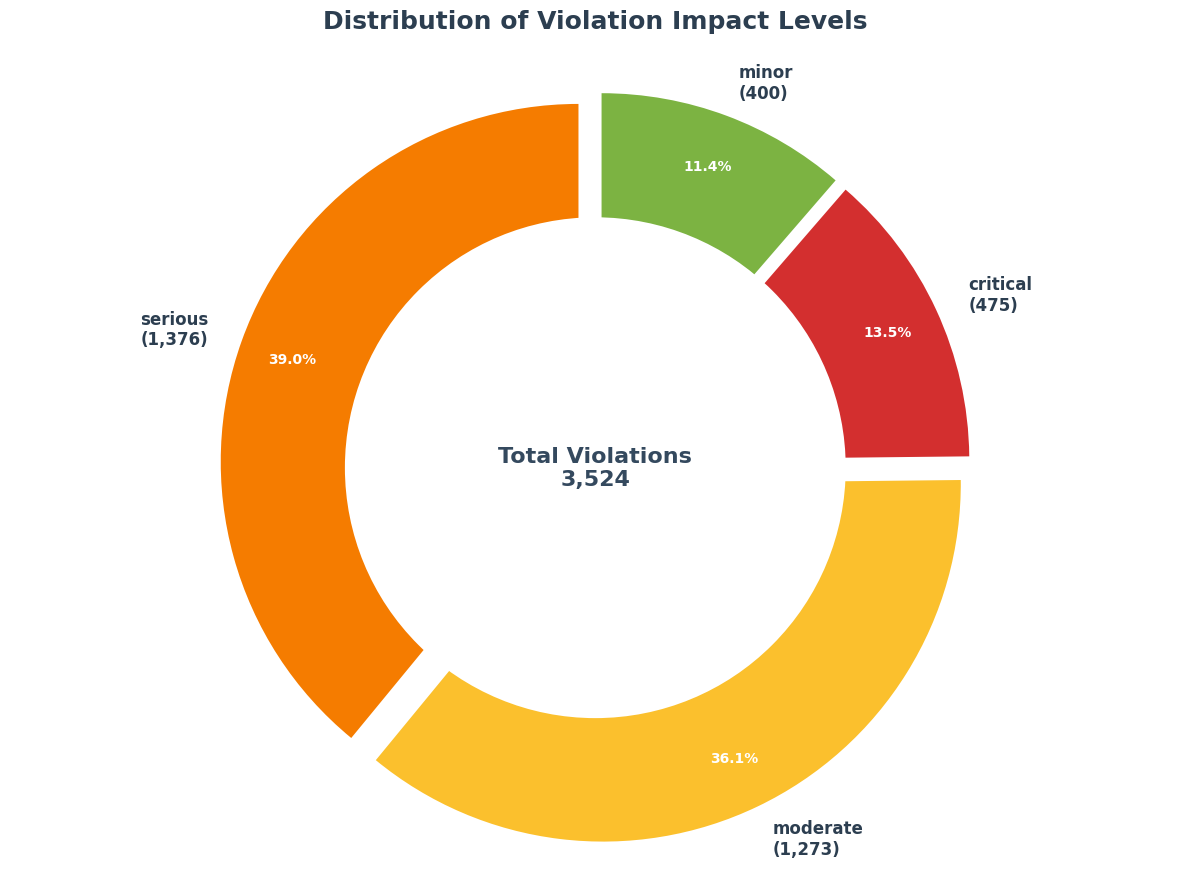 Distribution of Violation Impact Levels
minor
(400)
11.4%
critical
(475)
13.5%
serious
(1,376)
39.0%
Total Violations
3,524
36.1%
moderate
(1,273)